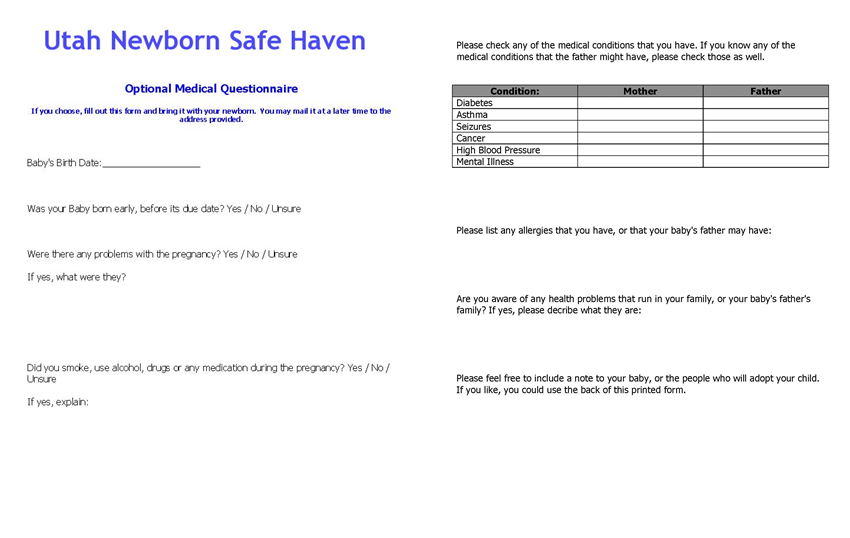 Utah Newborn Safe Haven
Optional Medical Questionnaire
If you choose, fill out this form and bring it with your newborn. You may mail it at a later time to the
address provided.
Baby's Birth Date:____________________
Was your Baby born early, before its due date? Yes / No / Unsure
Were there any problems with the pregnancy? Yes / No / Unsure
If yes, what were they?
Did you smoke, use alcohol, drugs or any medication during the pregnancy? Yes / No /
Unsure
If yes, explain:
Please check any of the medical conditions that you have. If you know any of the
medical conditions that the father might have, please check those as well.
Condition: Mother Father
Diabetes
Asthma
Seizures
Cancer
High Blood Pressure
Mental Illness
Please list any allergies that you have, or that your baby's father may have:
Are you aware of any health problems that run in your family, or your baby's father's
family? If yes, please decribe what they are:
Please feel free to include a note to your baby, or the people who will adopt your child.
If you like, you could use the back of this printed form.